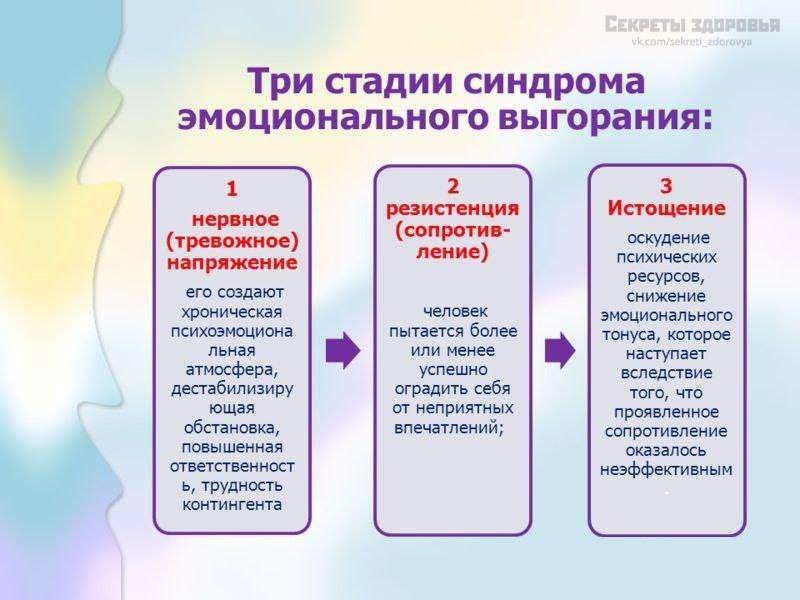 Секреты здоровья
vk.com/sekreti_zdorovya
Три стадии синдрома
эмоционального выгорания:
1
нервное
(тревожное)
напряжение
его создают
хроническая
психоэмоциона
льная
атмосфера,
дестабилизиру
ющая
обстановка,
повышенная
ответственност
ь, трудность
контингента
2
резистенция
(сопротив-
ление)
человек
пытается более
или менее
успешно
оградить себя
от неприятных
впечатлений;
3
Истощение
оскудение
психических
ресурсов,
снижение
эмоционального
тонуса, которое
наступает
вследствие
того, что
проявленное
сопротивление
оказалось
неэффективным
.